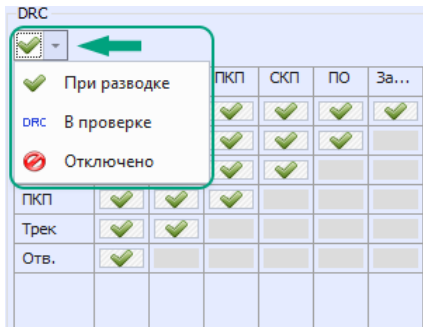 DRC
ПКП СКП ПО За...
При разводке
DRC В проверке
Отключено
ПКП
Трек
Отв.